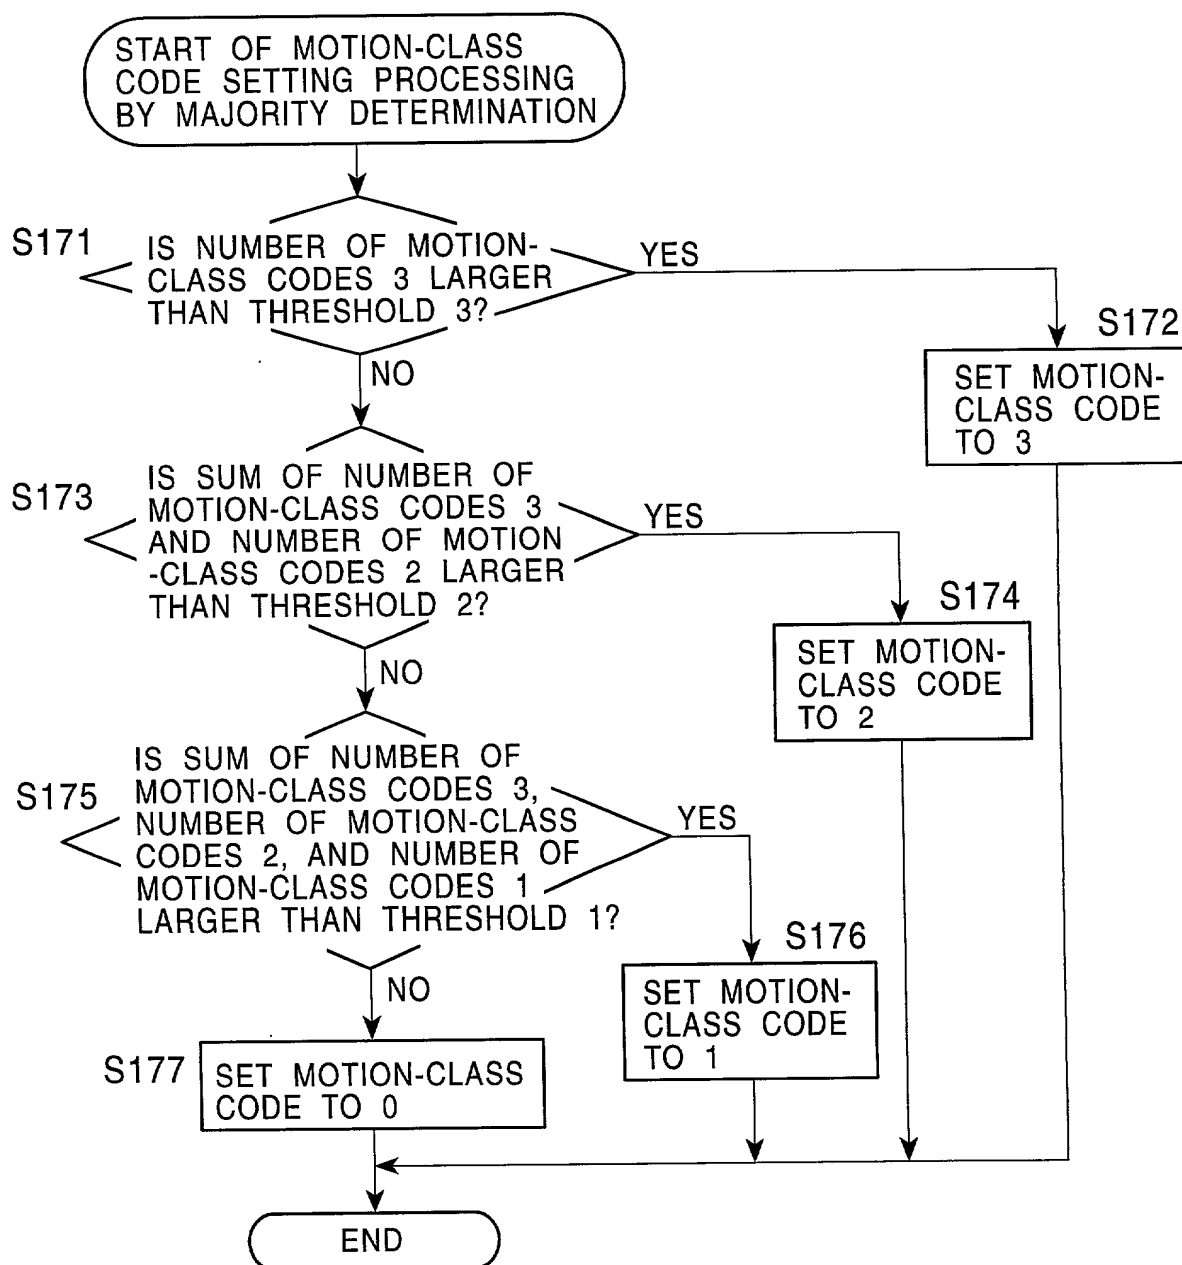 START OF MOTION-CLASS
CODE SETTING PROCESSING
BY MAJORITY DETERMINATION
S171
IS NUMBER OF MOTION-
CLASS CODES 3 LARGER
THAN THRESHOLD 3?
YES
NO
S172
SET MOTION-
CLASS CODE
TO 3
S173
IS SUM OF NUMBER OF
MOTION-CLASS CODES 3
AND NUMBER OF MOTION
-CLASS CODES 2 LARGER
THAN THRESHOLD 2?
YES
NO
S174
SET MOTION-
CLASS CODE
TO 2
S175
IS SUM OF NUMBER OF
MOTION-CLASS CODES 3,
NUMBER OF MOTION-CLASS
CODES 2, AND NUMBER OF
MOTION-CLASS CODES 1
LARGER THAN THRESHOLD 1?
YES
NO
S176
SET MOTION-
CLASS CODE
TO 1
S177
SET MOTION-CLASS
CODE TO 0
END